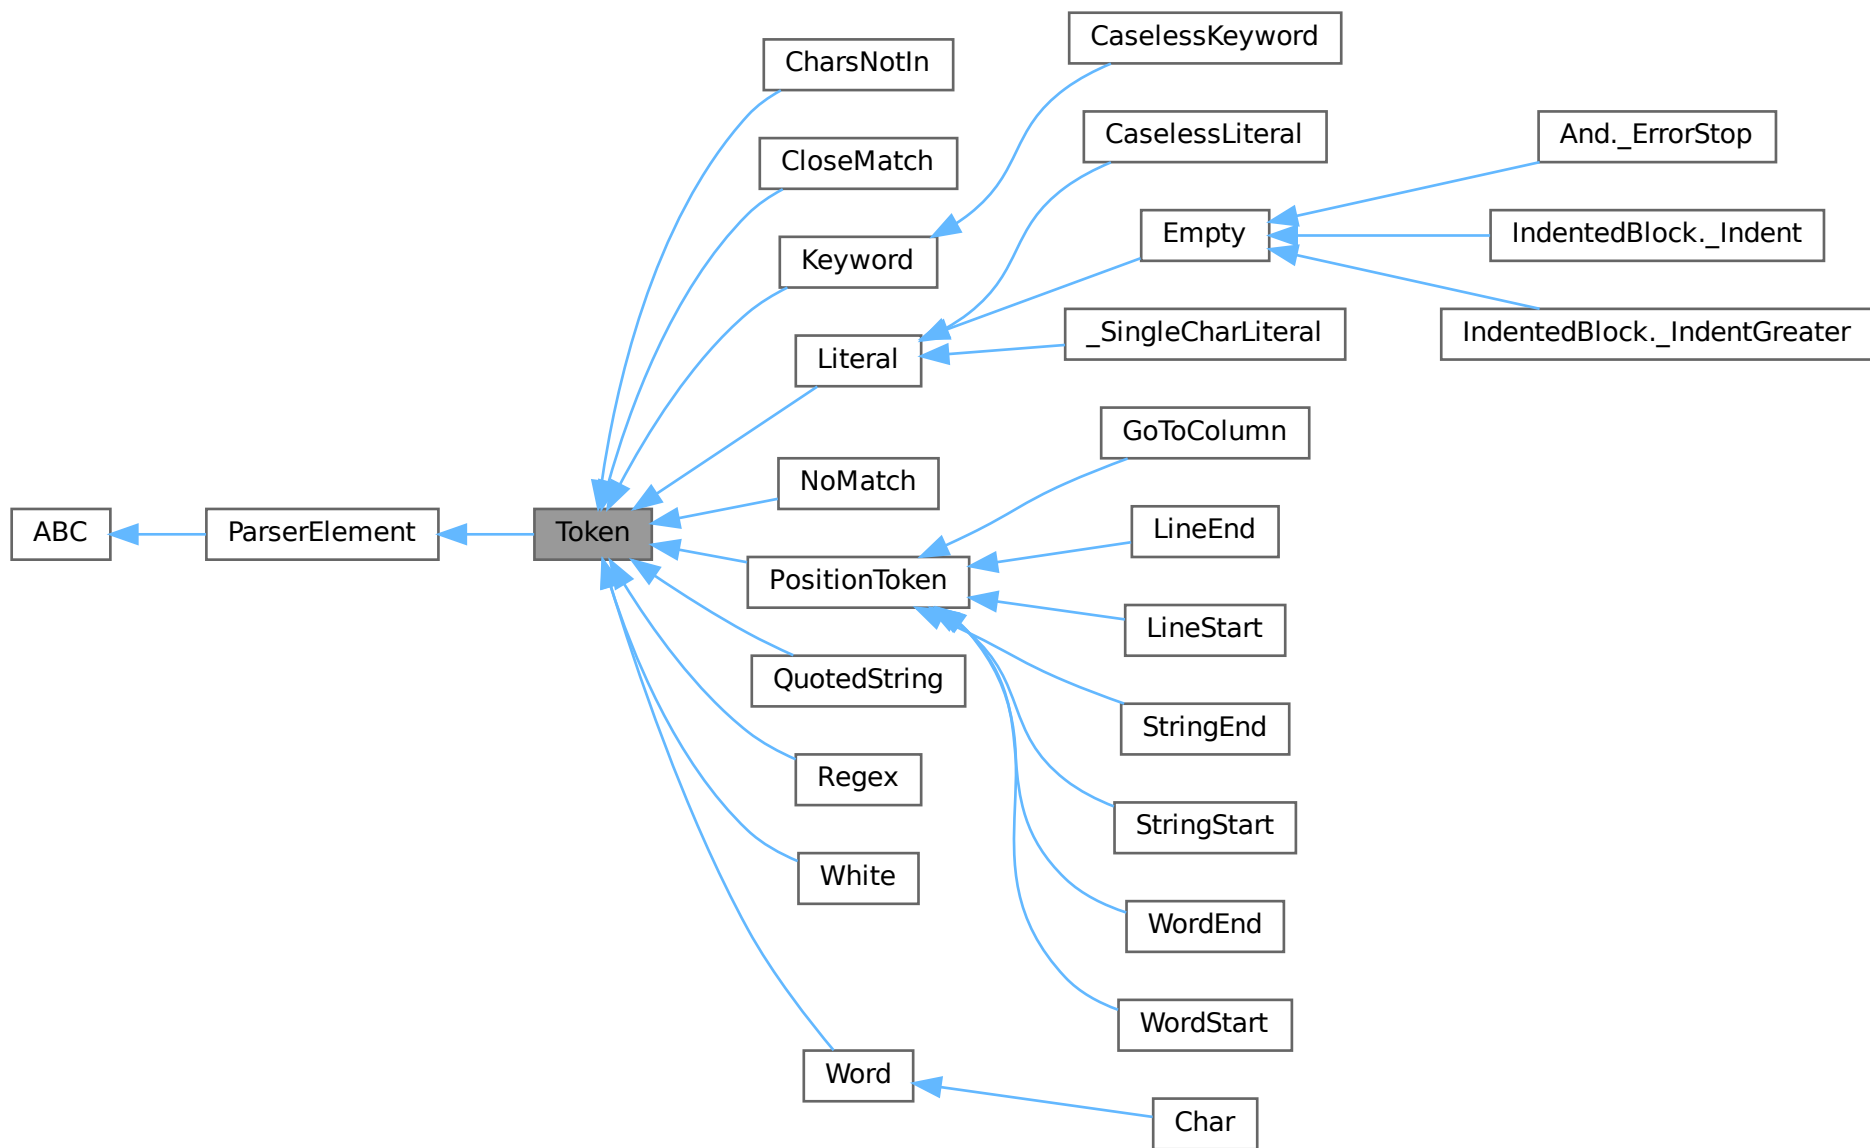 ABC
ParserElement
Token
CharsNotIn
CloseMatch
Keyword
Literal
NoMatch
PositionToken
QuotedString
Regex
White
Word
CaselessKeyword
CaselessLiteral
Empty
_SingleCharLiteral
GoToColumn
LineEnd
LineStart
StringEnd
StringStart
WordEnd
WordStart
Char
And._ErrorStop
IndentedBlock._Indent
IndentedBlock._IndentGreater